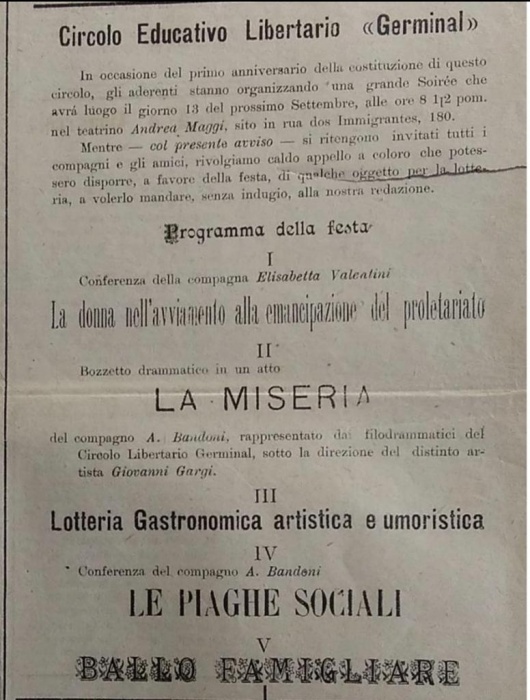 Circolo Educativo Libertario «Germinal»
In occasione del primo anniversario della costituzione di questo
circolo, gli aderenti stanno organizzando una grande Soirée che
avrá luogo il giorno 13 del prossimo Settembre, alle ore 8 1|2 pom.
nel teatrino Andrea Maggi, sito in rua dos Immigrantes, 180.
Mentre — col presente avviso — si ritengono invitati tutti i
compagni e gli amici, rivolgiamo caldo appello a coloro che potes-
sero disporre, a favore della festa, di qualche oggetto per la lotte-
ria, a volerlo mandare, senza indugio, alla nostra redazione.
Programma della festa
I
Conferenza della compagna Elisabetta Valentini
La donna nell'avviamento alla emancipazione del proletariato
II
Bozzetto drammatico in un atto
LA MISERIA
del compagno A. Bandoni, rappresentato dai filodrammatici del
Circolo Libertario Germinal, sotto la direzione del distinto ar-
tista Giovanni Gargi.
III
Lotteria Gastronomica artistica e umoristica
IV
Conferenza del compagno A. Bandoni
LE PIAGHE SOCIALI
V
BALLO FAMIGLIARE